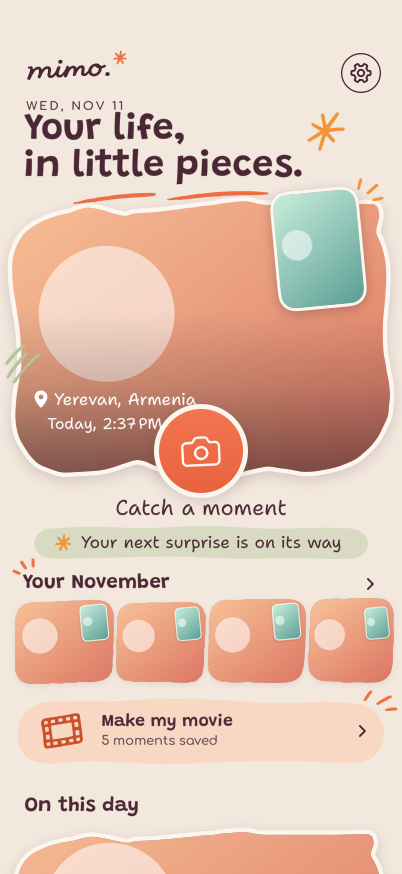 mimo.
WED, NOV 11
Your life,
in little pieces.
Yerevan, Armenia
Today, 2:37 PM
Catch a moment
Your next surprise is on its way
Your November
Make my movie
5 moments saved
On this day